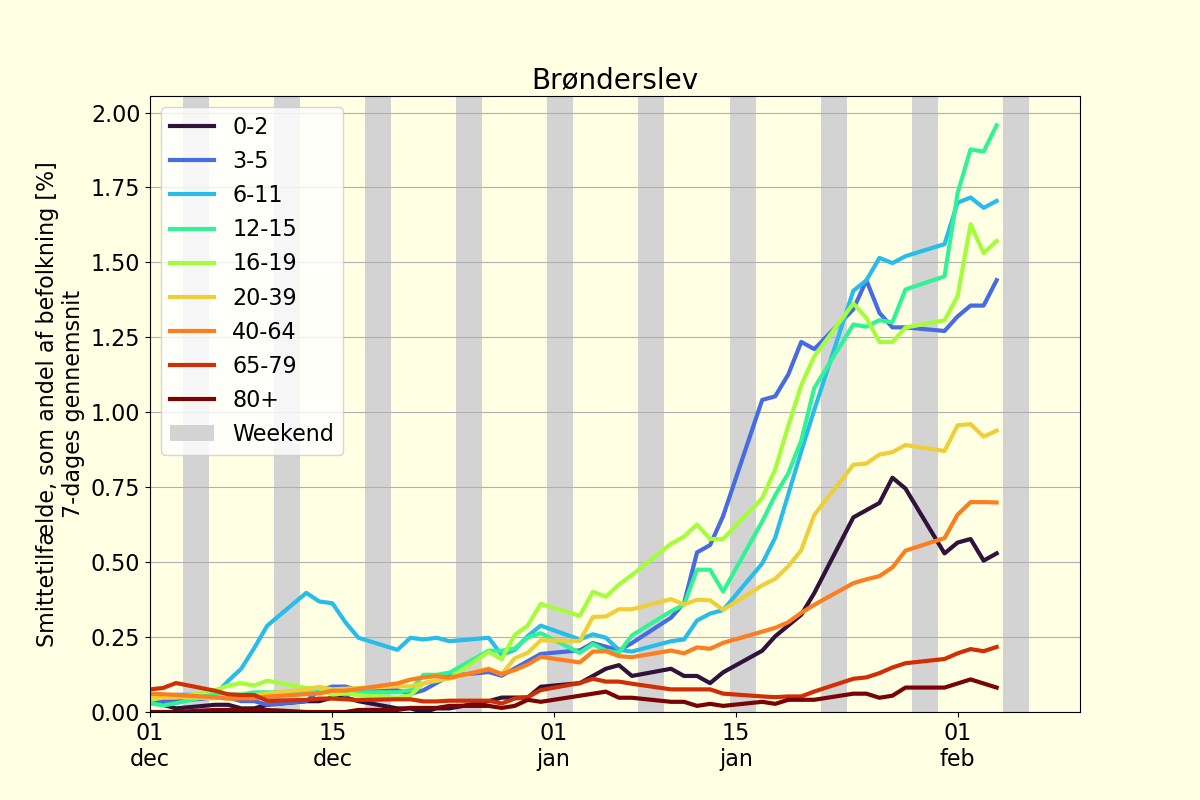 Brønderslev
Smittetilfælde, som andel af befolkning [%]
7-dages gennemsnit
2.00
1.75
1.50
1.25
1.00
0.75
0.50
0.25
0.00
0-2
3-5
6-11
12-15
16-19
20-39
40-64
65-79
80+
Weekend
01
dec
15
dec
01
jan
15
jan
01
feb